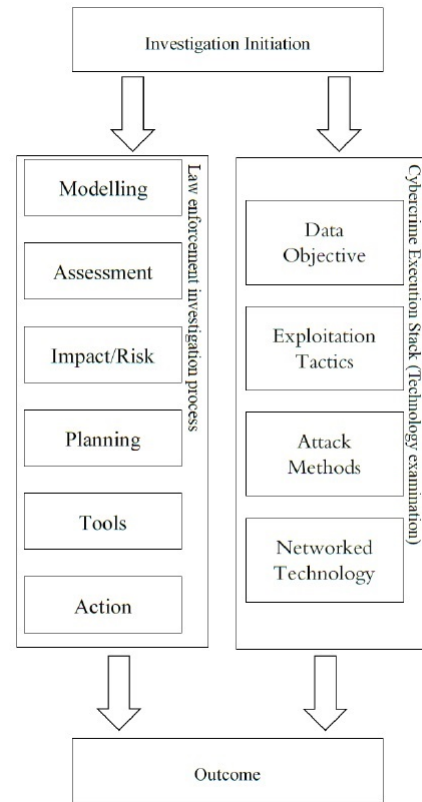 Investigation Initiation
Modelling
Assessment
Impact/Risk
Planning
Tools
Action
Law enforcement investigation process
Data
Objective
Exploitation
Tactics
Attack
Methods
Networked
Technology
Cybercrime Execution Stack (Technology examination)
Outcome